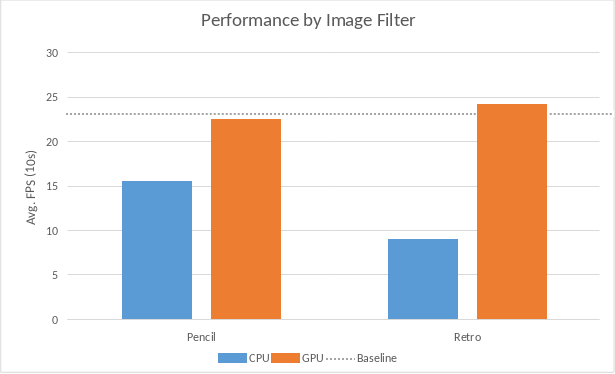 Performance by Image Filter
30
25
20
15
10
5
0
Avg. FPS (10s)
Pencil Retro
CPU GPU Baseline